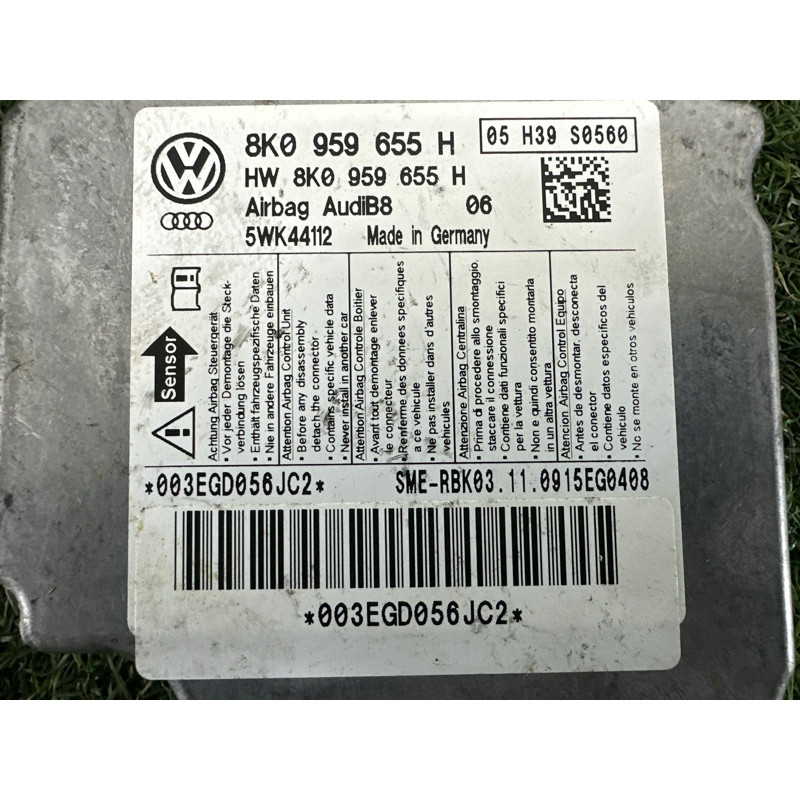 8K0 959 655 H
05 H39 S0560
HW 8K0 959 655 H
Airbag AudiB8 06
5WK44112 Made in Germany
Sensor
Achtung Airbag Steuergerät
• Vor jeder Demontage die Steck-
verbindung lösen
• Enthält fahrzeugspezifische Daten
• Nie in andere Fahrzeuge einbauen
Attention Airbag Control Unit
• Before any disassembly
detach the connector
• Contains specific vehicle data
• Never install in another car
Attention Airbag Controle Boitier
• Avant tout demontage enlever
le connecteur
• Renferme des donnees specifiques
a ce vehicule
• Ne pas installer dans d'autres
vehicules
Attenzione Airbag Centralina
• Prima di procedere allo smontaggio.
staccare il connessione
• Contiene dati funzionali specifici
per la vettura
• Non e quindi consentito montarla
in un altra vettura
Atencion Airbag Control Equipo
• Antes de desmontar, desconecta
el conector
• Contiene datos especificos del
vehiculo
• No se monte en otros vehiculos
*003EGD056JC2*
SME-RBK03.11.0915EG0408
*003EGD056JC2*